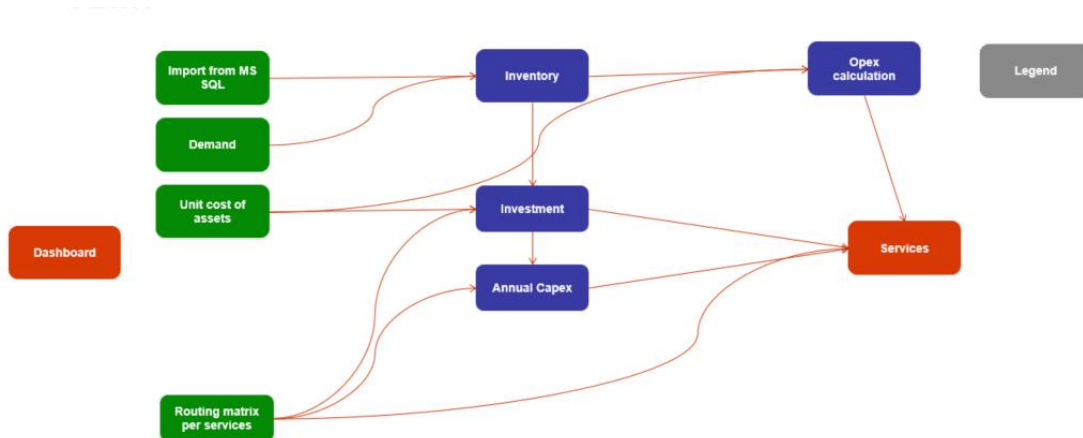 Import from MS
SQL
Inventory
Opex
calculation
Legend
Demand
Unit cost of
assets
Investment
Dashboard
Services
Annual Capex
Routing matrix
per services